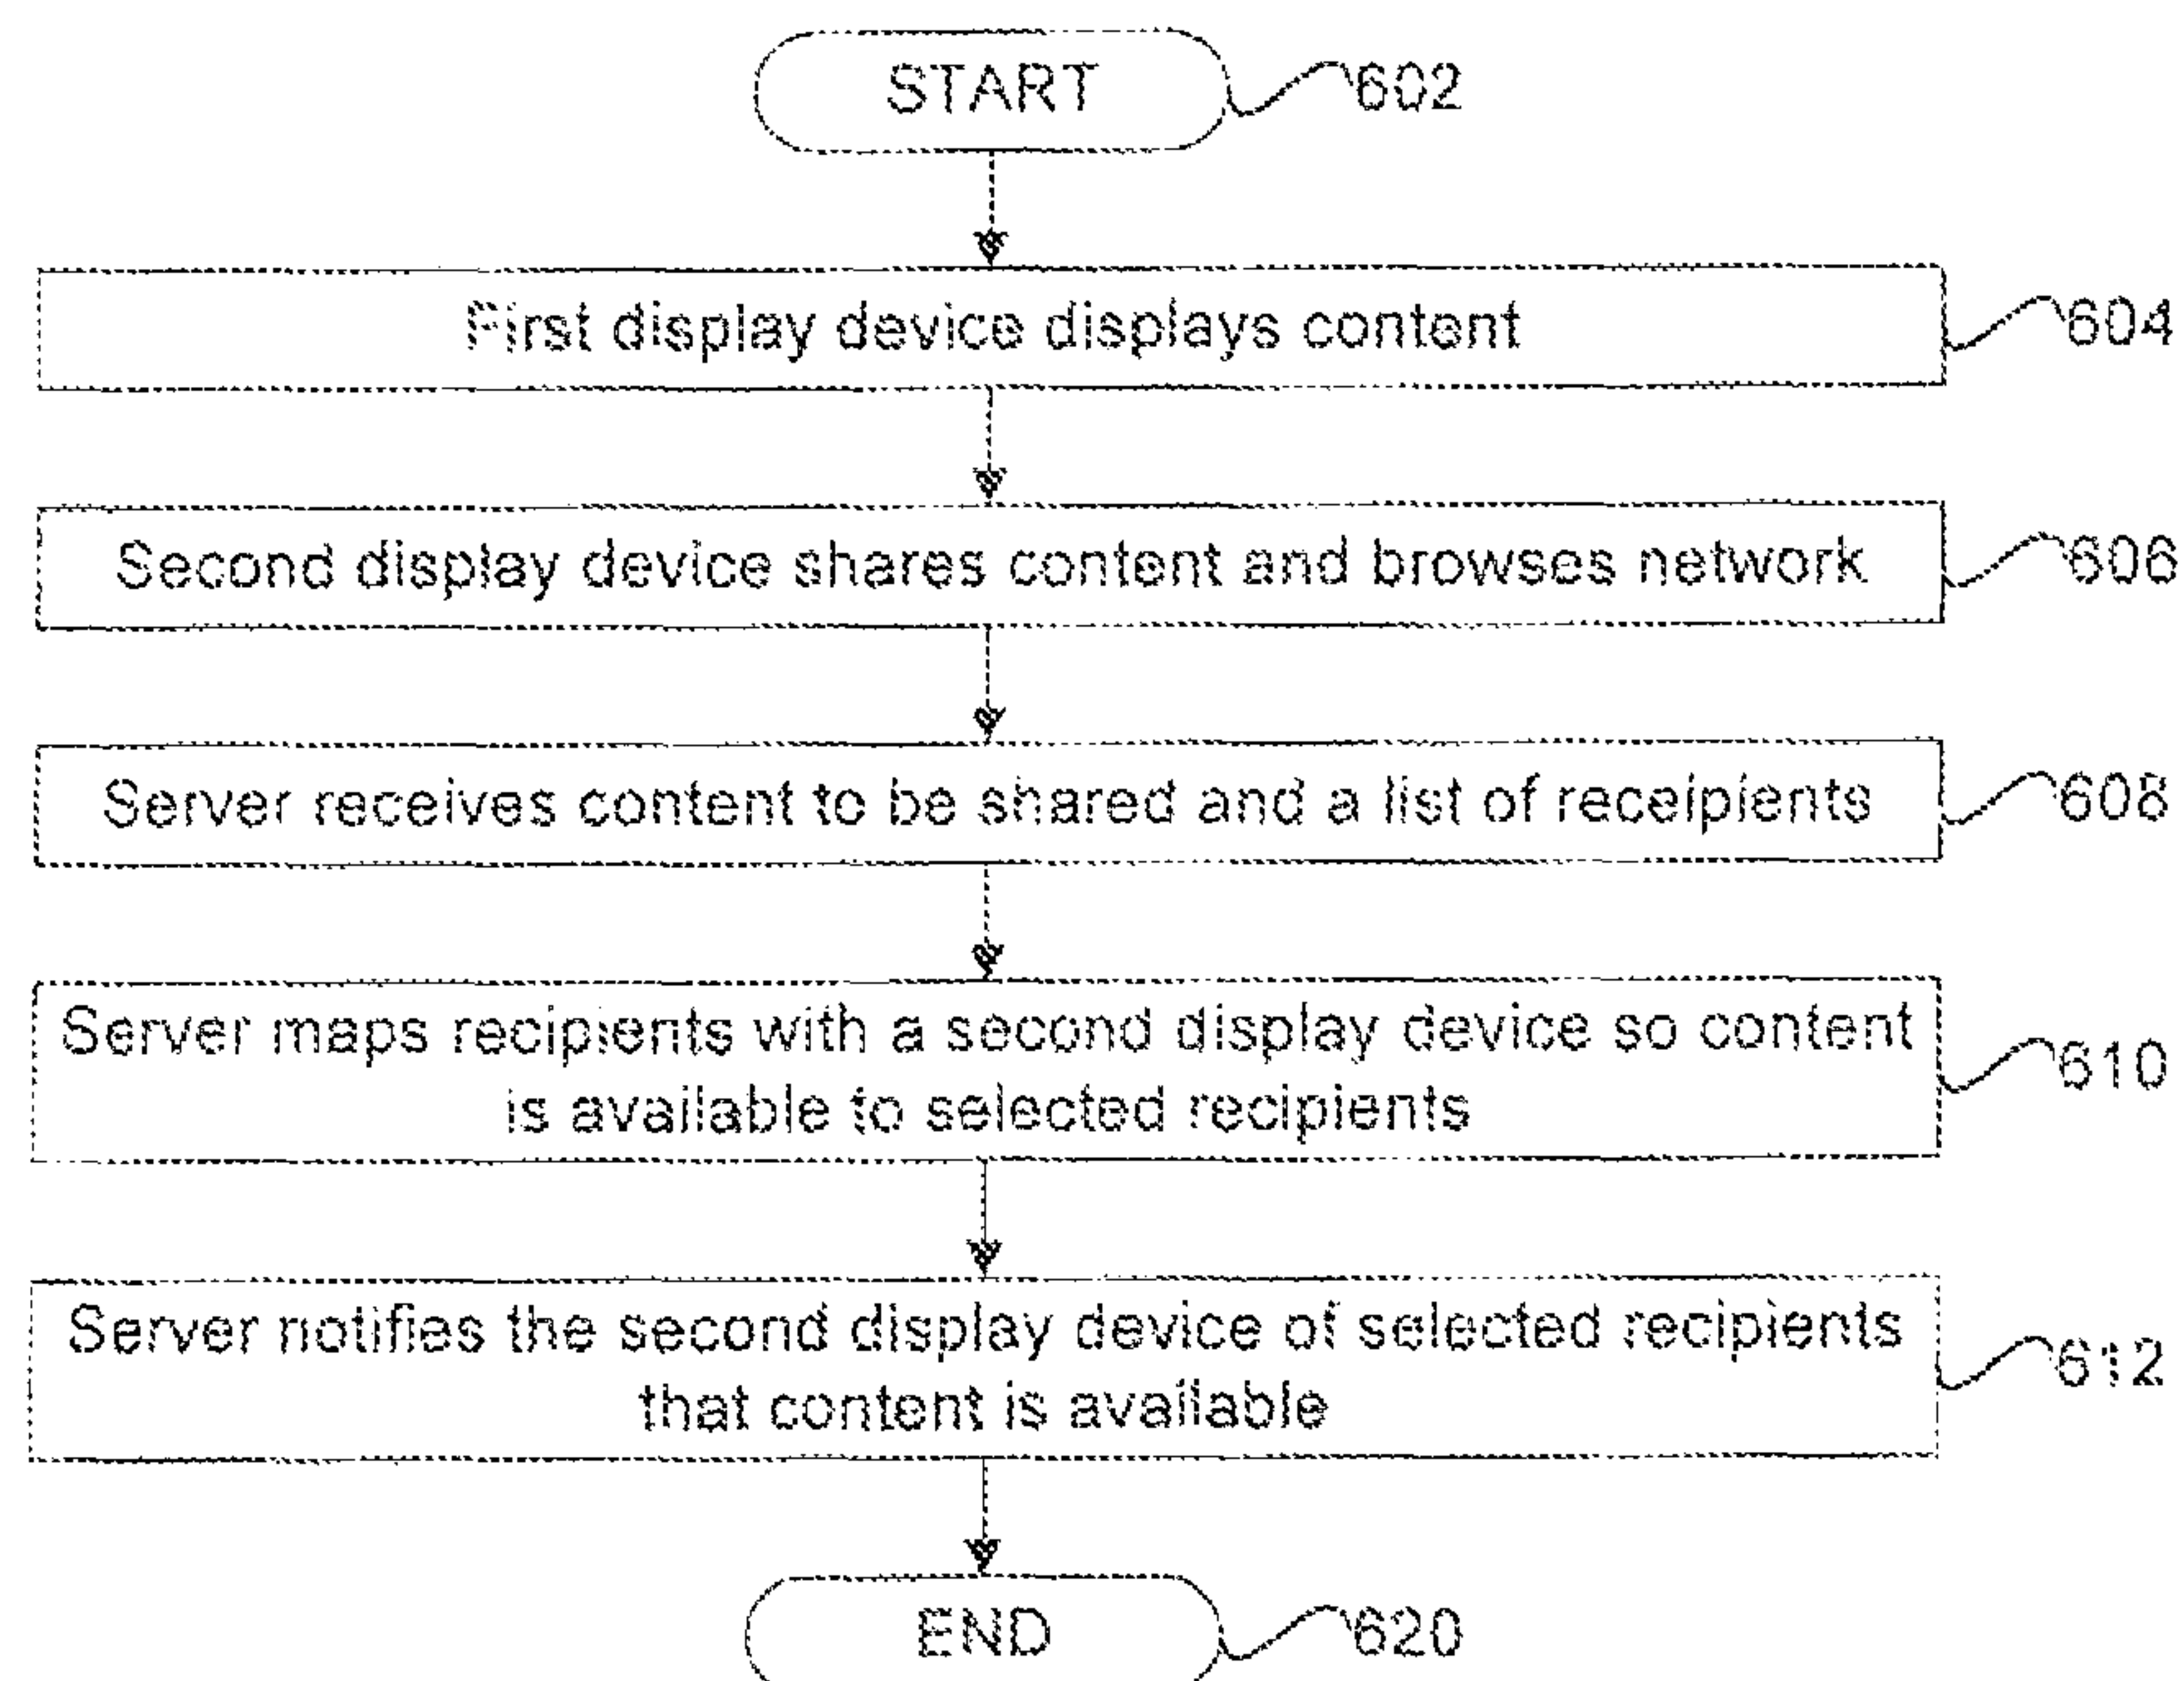 START
602
First display device displays content
604
Second display device shares content and browses network
606
Server receives content to be shared and a list of receipients
608
Server maps recipients with a second display device so content
is available to selected recipients
610
Server notifies the second display device of selected recipients
that content is available
612
END
620